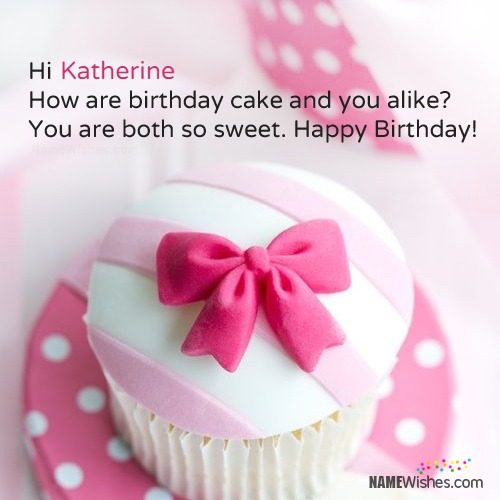 Hi Katherine
How are birthday cake and you alike?
You are both so sweet. Happy Birthday!
NAMEWishes.com